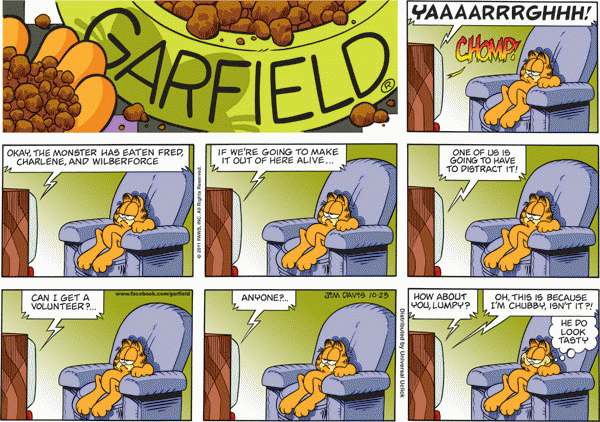 GARFIELD
®
YAAAARRRGHHH!
CHOMP!
OKAY, THE MONSTER HAS EATEN FRED,
CHARLENE, AND WILBERFORCE
© 2011 PAWS, INC. All Rights Reserved.
IF WE'RE GOING TO MAKE
IT OUT OF HERE ALIVE...
ONE OF US IS
GOING TO HAVE
TO DISTRACT IT!
CAN I GET A
VOLUNTEER?...
www.facebook.com/garfield
ANYONE?...
JIM DAVIS 10-23
Distributed by Universal Uclick
HOW ABOUT
YOU, LUMPY?
OH, THIS IS BECAUSE
I'M CHUBBY, ISN'T IT?!
HE DO
LOOK
TASTY